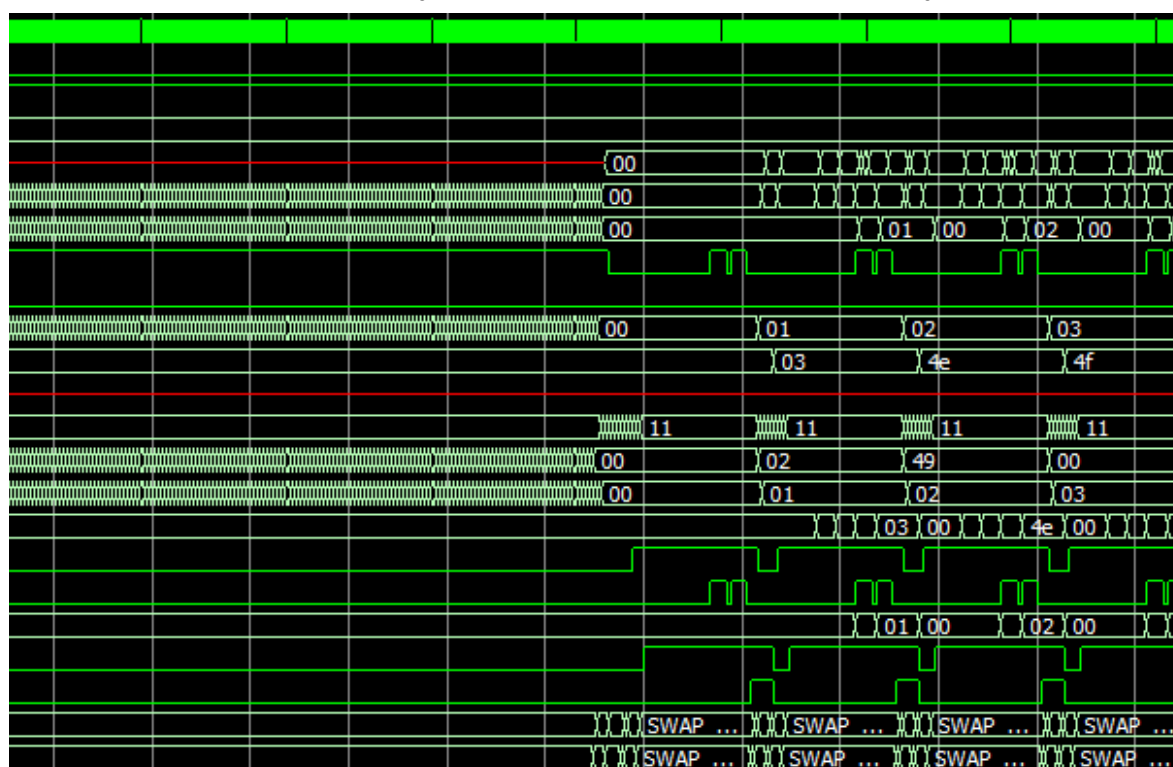 00
00
00 01 00 02 00
00 01 02 03
03 4e 4f
11 11 11 11
00 02 49 00
00 01 02 03
03 00 4e 00
01 00 02 00
SWAP ... SWAP ... SWAP ... SWAP ...
SWAP ... SWAP ... SWAP ... SWAP ...